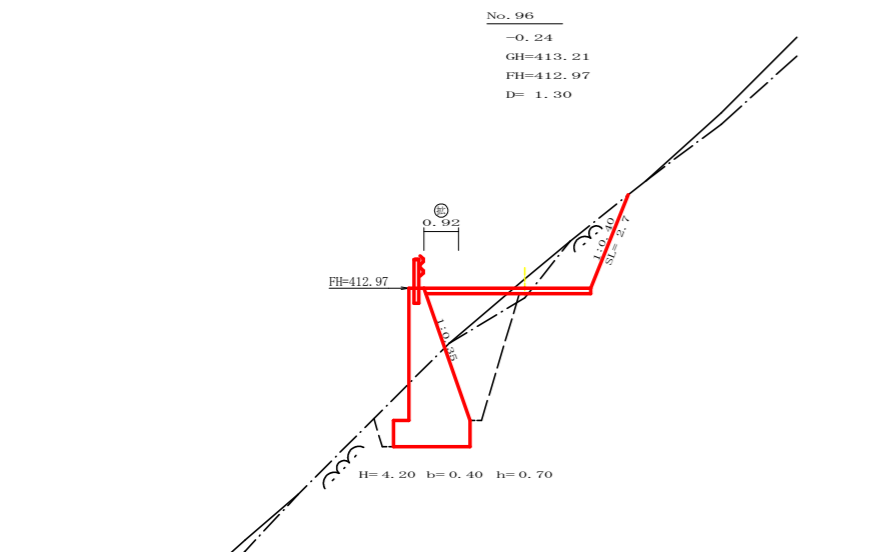 No. 96
-0. 24
GH=413. 21
FH=412. 97
D= 1. 30
0. 92
1:0. 40
SL= 2. 7
FH=412. 97
1:0. 35
H=4. 20 b=0. 40 h=0. 70